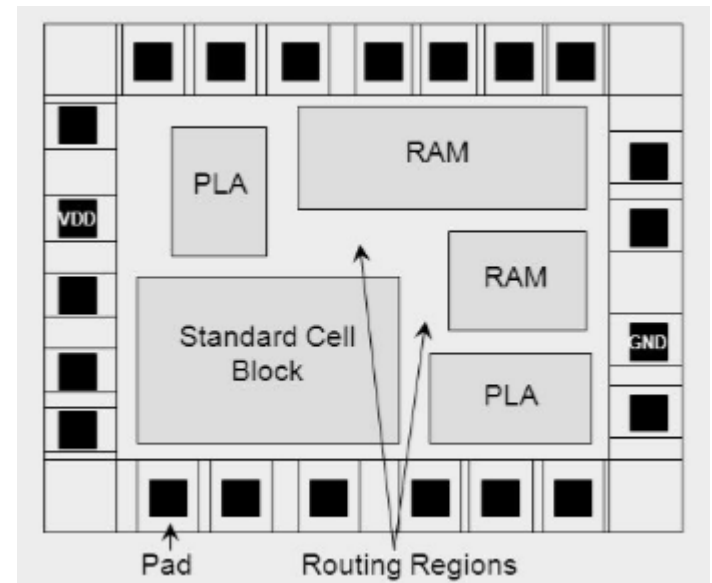 RAM
PLA
VDD
RAM
Standard Cell
Block
GND
PLA
Pad
Routing Regions